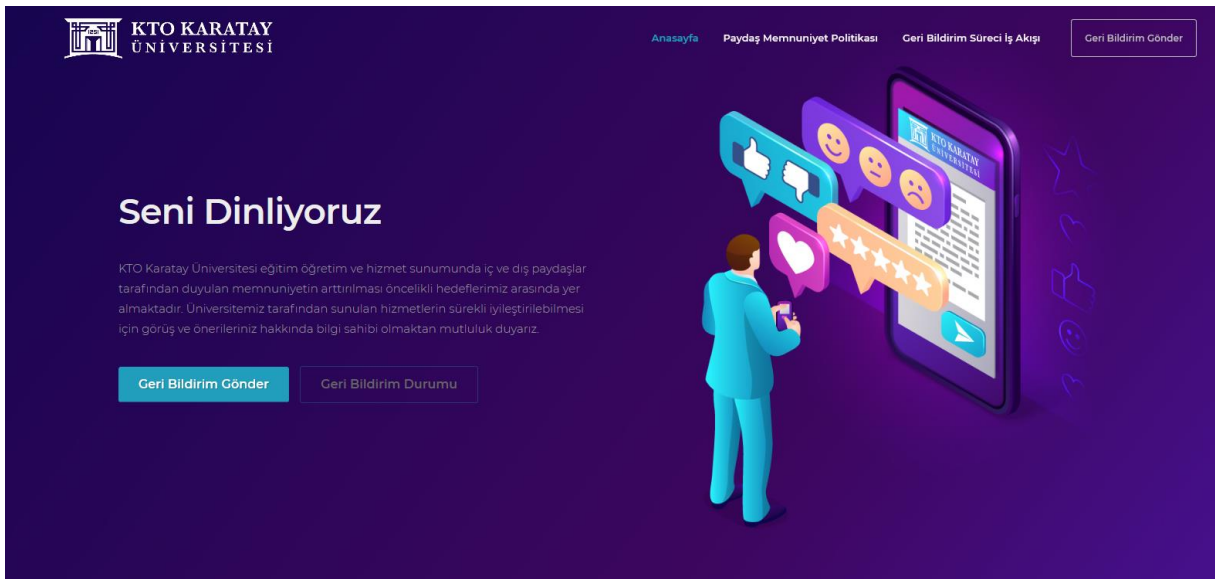 1251
KTO KARATAY
ÜNİVERSİTESİ
Anasayfa
Paydaş Memnuniyet Politikası
Geri Bildirim Süreci İş Akışı
Geri Bildirim Gönder
KTO KARATAY
ÜNİVERSİTESİ
Seni Dinliyoruz
KTO Karatay Üniversitesi eğitim öğretim ve hizmet sunumunda iç ve dış paydaşlar
tarafından duyulan memnuniyetin arttırılması öncelikli hedeflerimiz arasında yer
almaktadır. Üniversitemiz tarafından sunulan hizmetlerin sürekli iyileştirilebilmesi
için görüş ve önerileriniz hakkında bilgi sahibi olmaktan mutluluk duyarız.
Geri Bildirim Gönder
Geri Bildirim Durumu